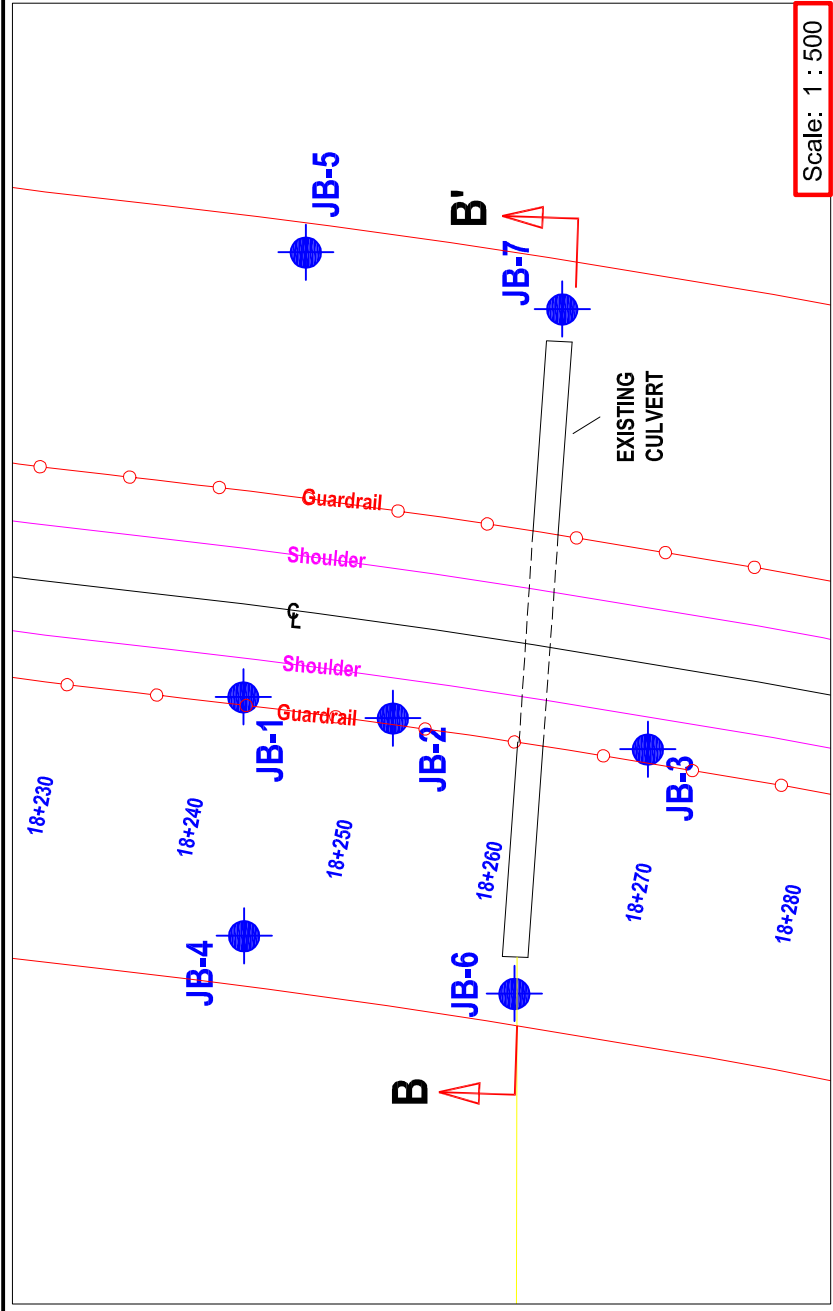 Scale: 1 : 500
JB-5
B'
JB-7
EXISTING
CULVERT
Guardrail
Shoulder
CL
Shoulder
Guardrail
JB-1
JB-2
JB-3
18+230
18+240
18+250
18+260
18+270
18+280
JB-4
JB-6
B